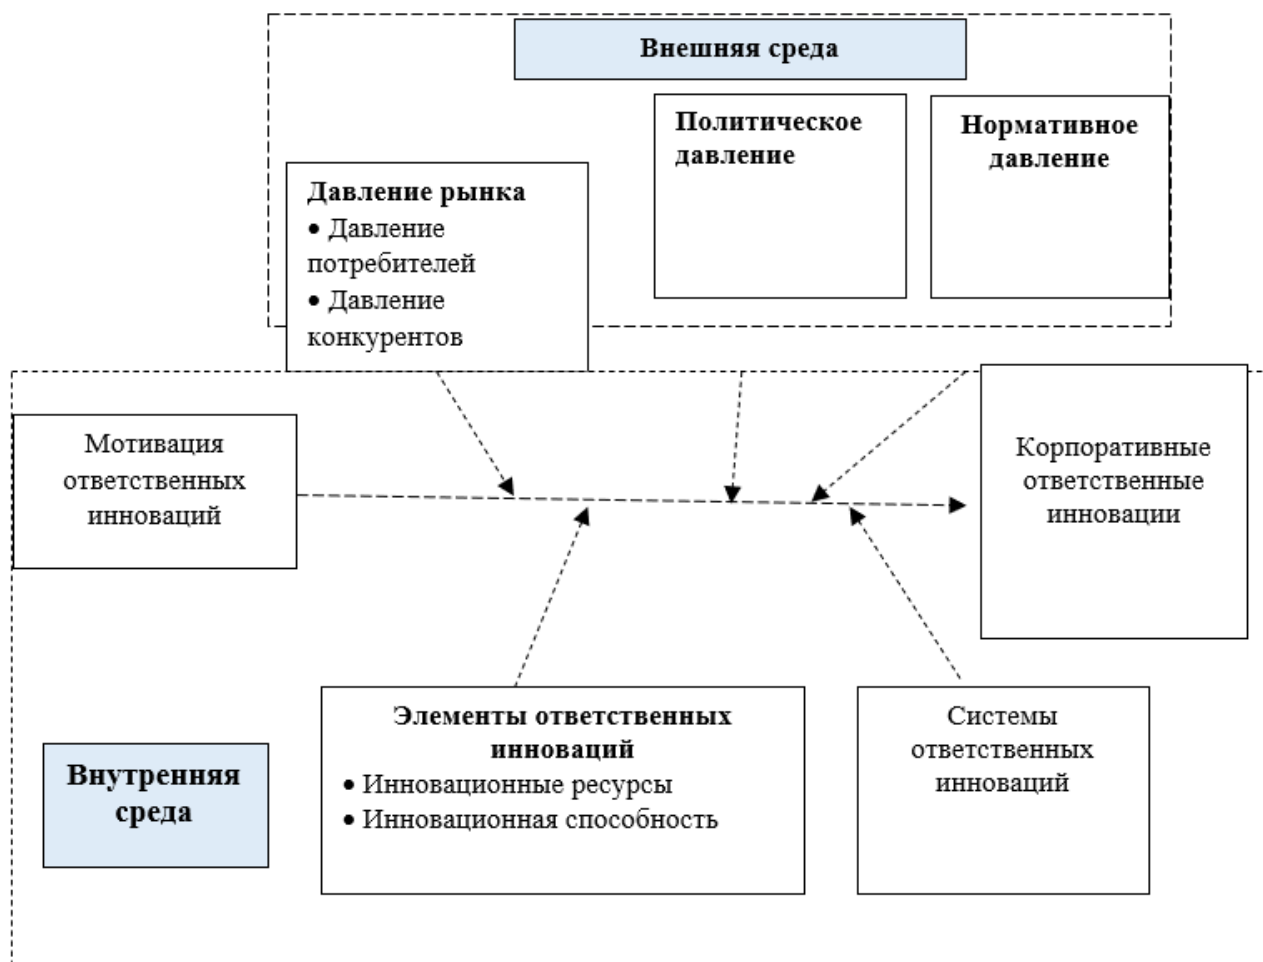 Внешняя среда
Политическое
давление
Нормативное
давление
Давление рынка
• Давление
потребителей
• Давление
конкурентов
Мотивация
ответственных
инноваций
Корпоративные
ответственные
инновации
Элементы ответственных
инноваций
• Инновационные ресурсы
• Инновационная способность
Системы
ответственных
инноваций
Внутренняя
среда